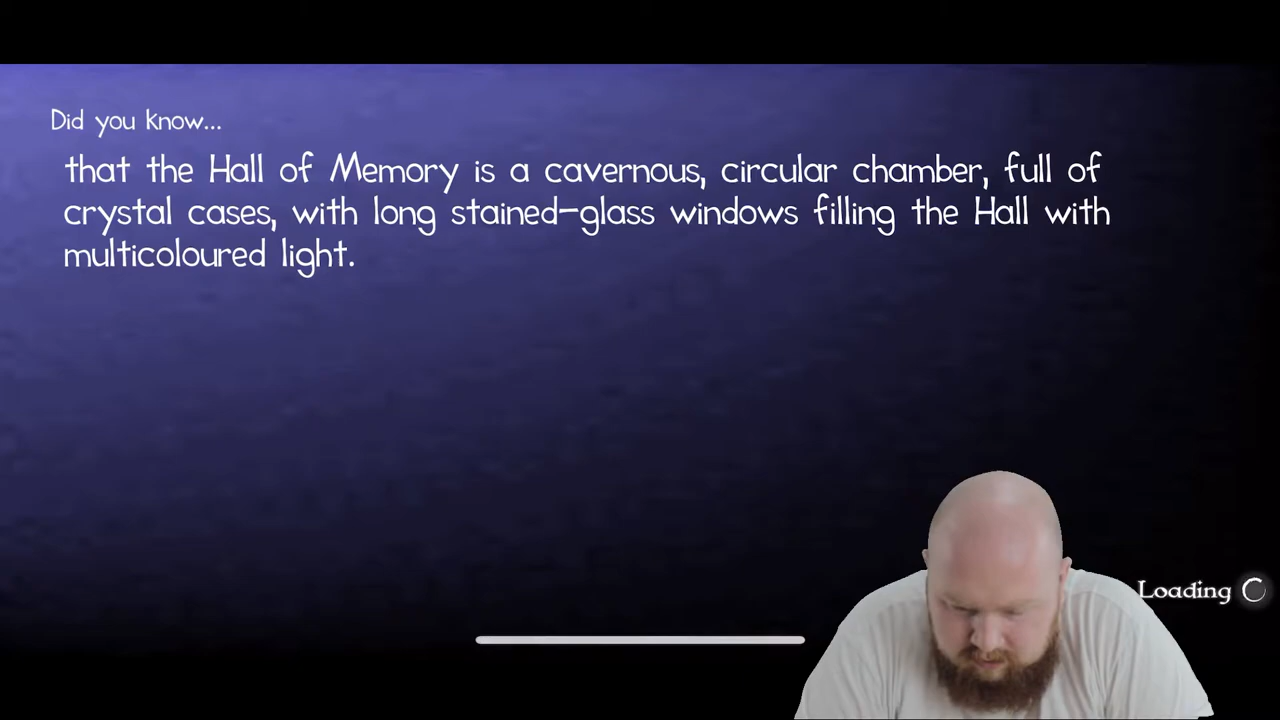 Did you know...
that the Hall of Memory is a cavernous, circular chamber, full of
crystal cases, with long stained-glass windows filling the Hall with
multicoloured light.
Loading